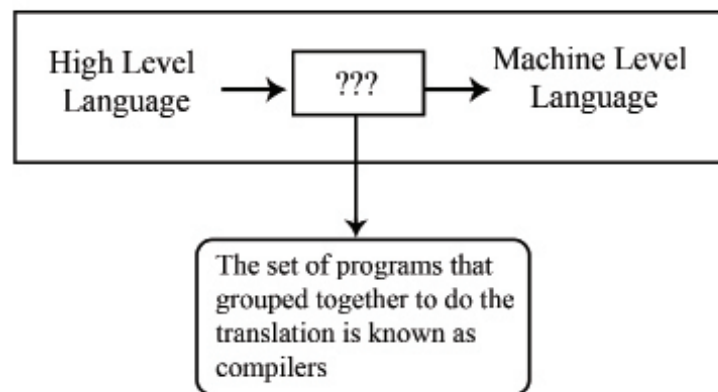 High Level
Language
???
Machine Level
Language
The set of programs that
grouped together to do the
translation is known as
compilers